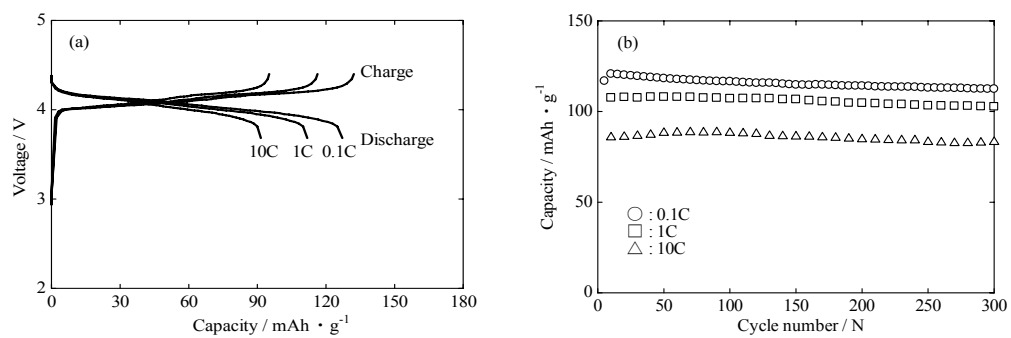 (a)
5
4
3
2
Voltage / V
Charge
Discharge
10C 1C 0.1C
0 30 60 90 120 150 180
Capacity / mAh・g-1
(b)
150
100
50
0
Capacity / mAh・g-1
○ : 0.1C
□ : 1C
△ : 10C
0 50 100 150 200 250 300
Cycle number / N